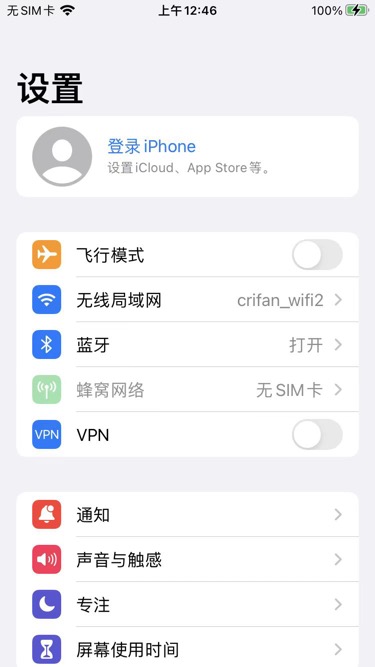 无SIM卡 上午12:46 100%
设置
登录iPhone
设置iCloud、App Store等。
飞行模式
无线局域网 crifan_wifi2
蓝牙 打开
蜂窝网络 无SIM卡
VPN VPN
通知
声音与触感
专注
屏幕使用时间